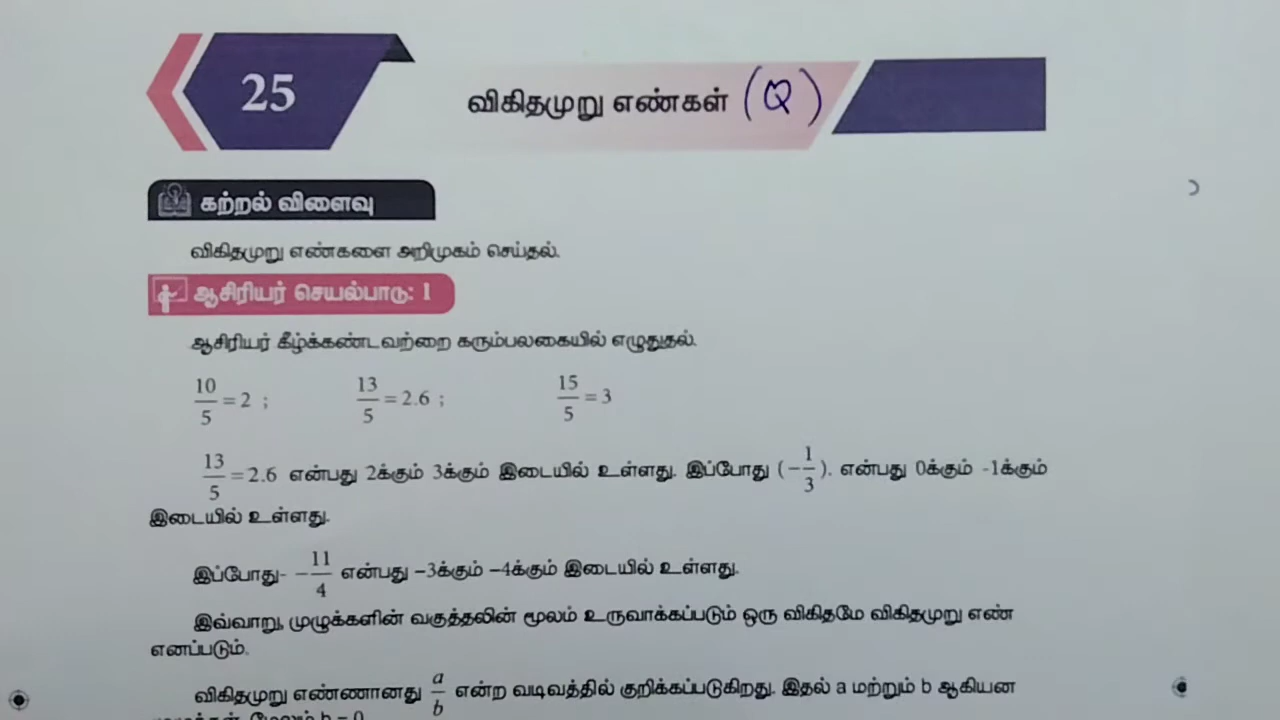 25
விகிதமுறு எண்கள் (Q)
கற்றல் விளைவு
விகிதமுறு எண்களை அறிமுகம் செய்தல்.
ஆசிரியர் செயல்பாடு: 1
ஆசிரியர் கீழ்க்கண்டவற்றை கரும்பலகையில் எழுதுதல்.
10/5 = 2 ; 13/5 = 2.6 ; 15/5 = 3
13/5 = 2.6 என்பது 2க்கும் 3க்கும் இடையில் உள்ளது. இப்போது (−1/3). என்பது 0க்கும் -1க்கும்
இடையில் உள்ளது.
இப்போது- −11/4 என்பது −3க்கும் −4க்கும் இடையில் உள்ளது.
இவ்வாறு, முழுக்களின் வகுத்தலின் மூலம் உருவாக்கப்படும் ஒரு விகிதமே விகிதமுறு எண்
எனப்படும்.
விகிதமுறு எண்ணானது a/b என்ற வடிவத்தில் குறிக்கப்படுகிறது. இதல் a மற்றும் b ஆகியன